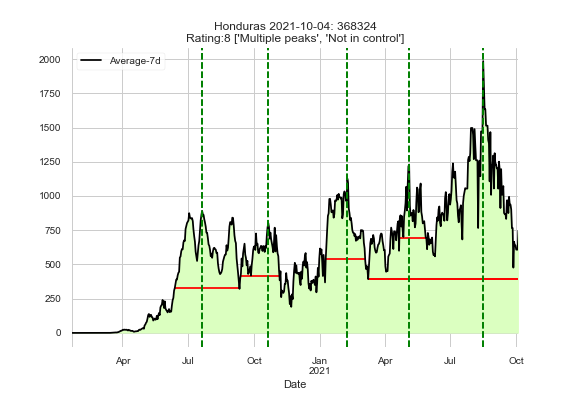 Honduras 2021-10-04: 368324
Rating:8 ['Multiple peaks', 'Not in control']
Average-7d
2000
1750
1500
1250
1000
750
500
250
0
Apr Jul Oct Jan Apr Jul Oct
2021
Date